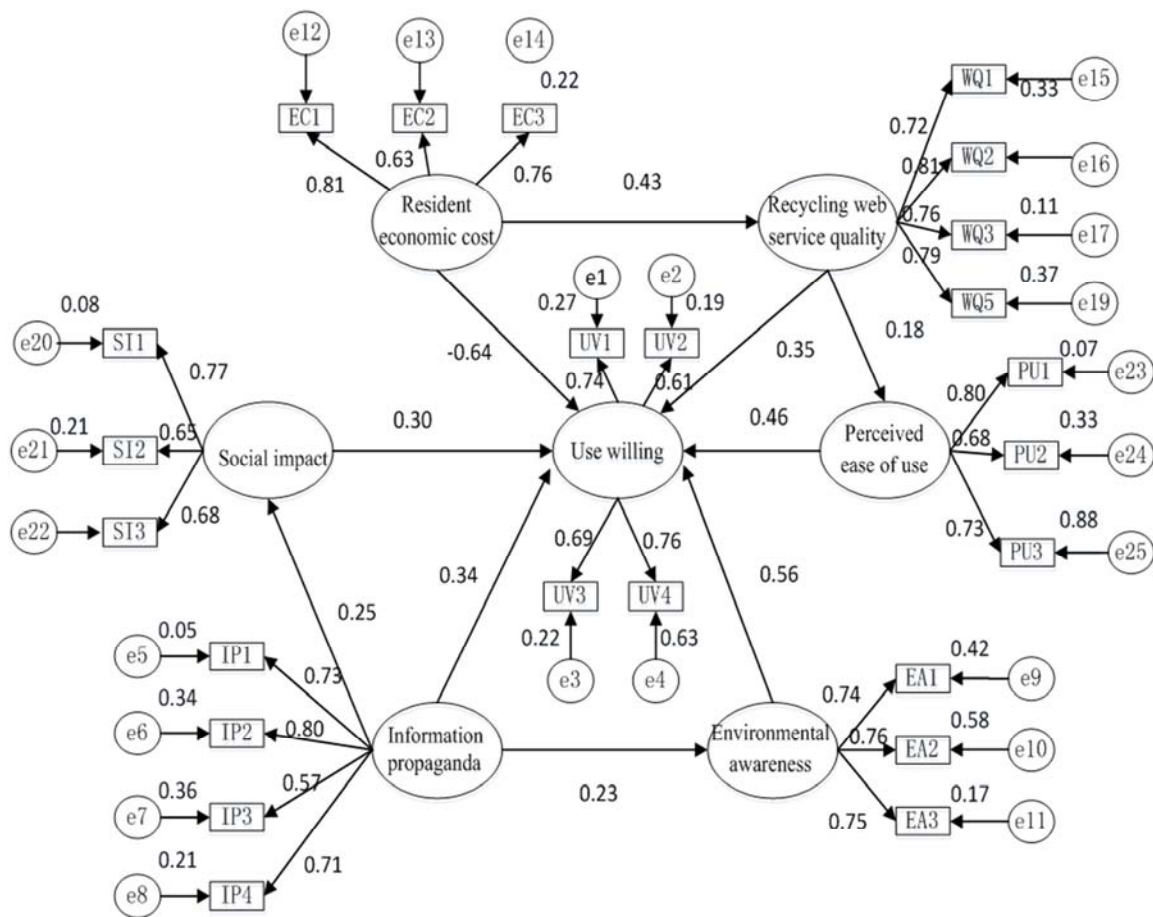 e12
e13
e14
0.22
EC1
EC2
EC3
0.81
0.63
0.76
Resident
economic cost
0.43
Recycling web
service quality
0.72
0.81
0.76
0.79
WQ1
0.33
e15
WQ2
e16
WQ3
0.11
e17
WQ5
0.37
e19
e1
e2
0.27
0.19
UV1
UV2
0.74
0.61
-0.64
0.35
0.18
0.08
e20
SI1
0.77
0.21
e21
SI2
0.65
e22
SI3
0.68
Social impact
0.30
Use willing
0.46
Perceived
ease of use
0.80
0.68
0.73
PU1
0.07
e23
PU2
0.33
e24
PU3
0.88
e25
0.69
0.76
UV3
UV4
0.22
0.63
e3
e4
0.25
0.34
0.56
0.05
e5
IP1
0.73
0.34
e6
IP2
0.80
0.36
e7
IP3
0.57
0.21
e8
IP4
0.71
Information
propaganda
0.23
Environmental
awareness
0.74
0.76
0.75
EA1
0.42
e9
EA2
0.58
e10
EA3
0.17
e11